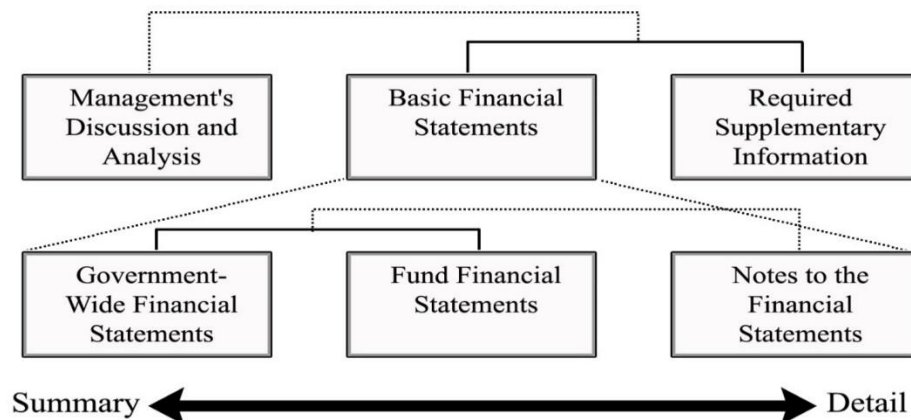 Management's
Discussion and
Analysis
Basic Financial
Statements
Required
Supplementary
Information
Government-
Wide Financial
Statements
Fund Financial
Statements
Notes to the
Financial
Statements
Summary
Detail